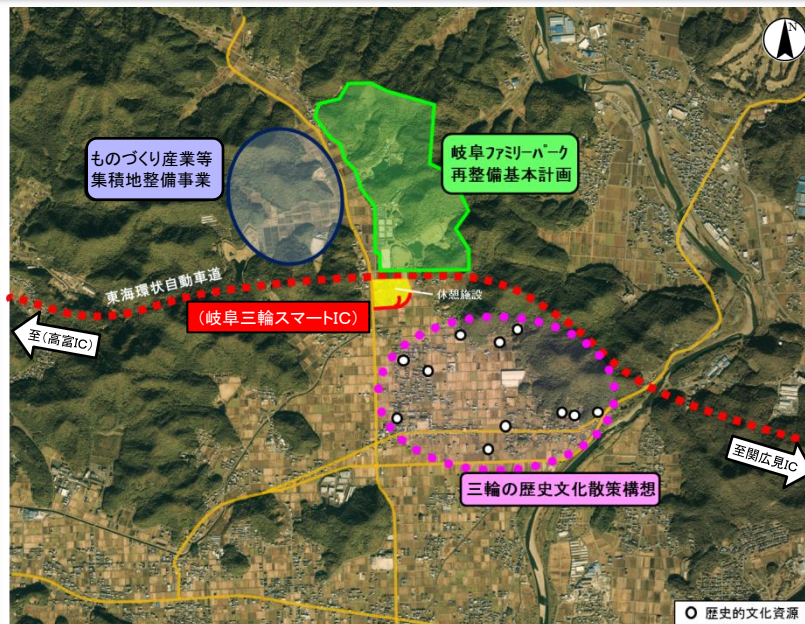 N
ものづくり産業等
集積地整備事業
岐阜ファミリーパーク
再整備基本計画
東海環状自動車道
休憩施設
(岐阜三輪スマートIC)
至(高富IC)
至関広見IC
三輪の歴史文化散策構想
歴史的文化資源